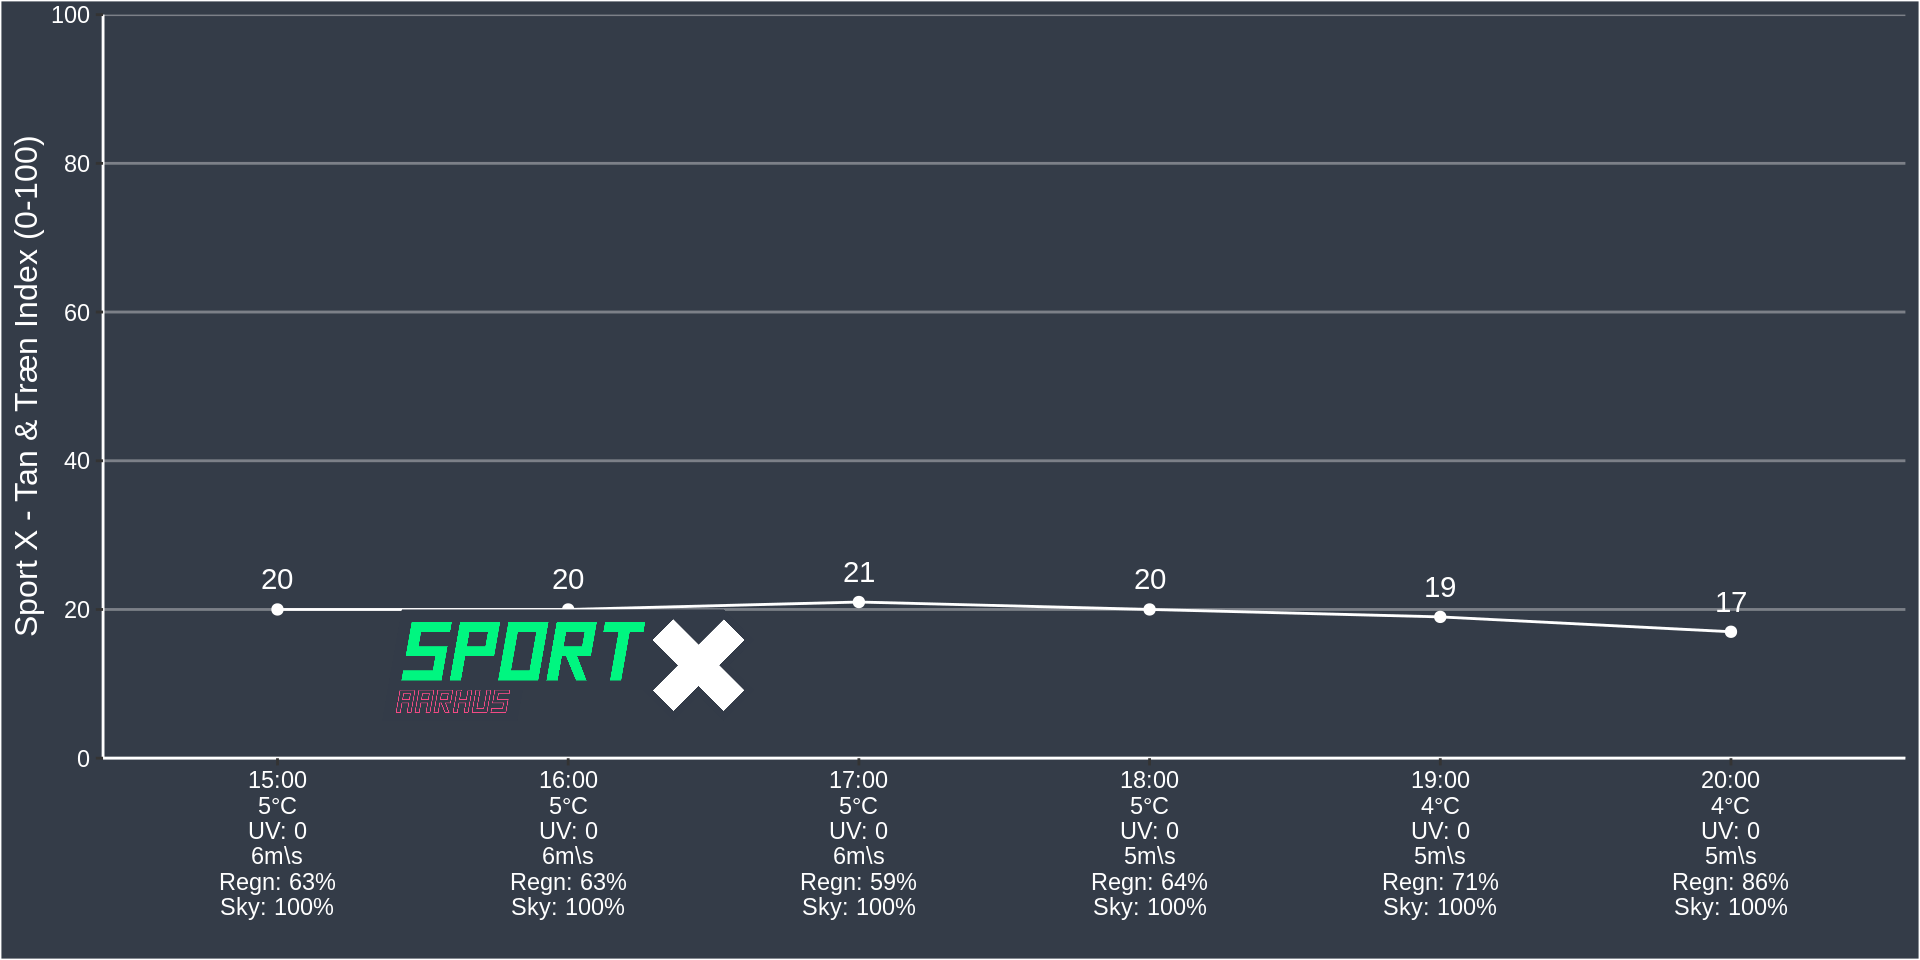 Sport X - Tan & Træn Index (0-100)
100
80
60
40
20
0
20
20
21
20
19
17
SPORT X
AARHUS
15:00
5°C
UV: 0
6m\s
Regn: 63%
Sky: 100%
16:00
5°C
UV: 0
6m\s
Regn: 63%
Sky: 100%
17:00
5°C
UV: 0
6m\s
Regn: 59%
Sky: 100%
18:00
5°C
UV: 0
5m\s
Regn: 64%
Sky: 100%
19:00
4°C
UV: 0
5m\s
Regn: 71%
Sky: 100%
20:00
4°C
UV: 0
5m\s
Regn: 86%
Sky: 100%